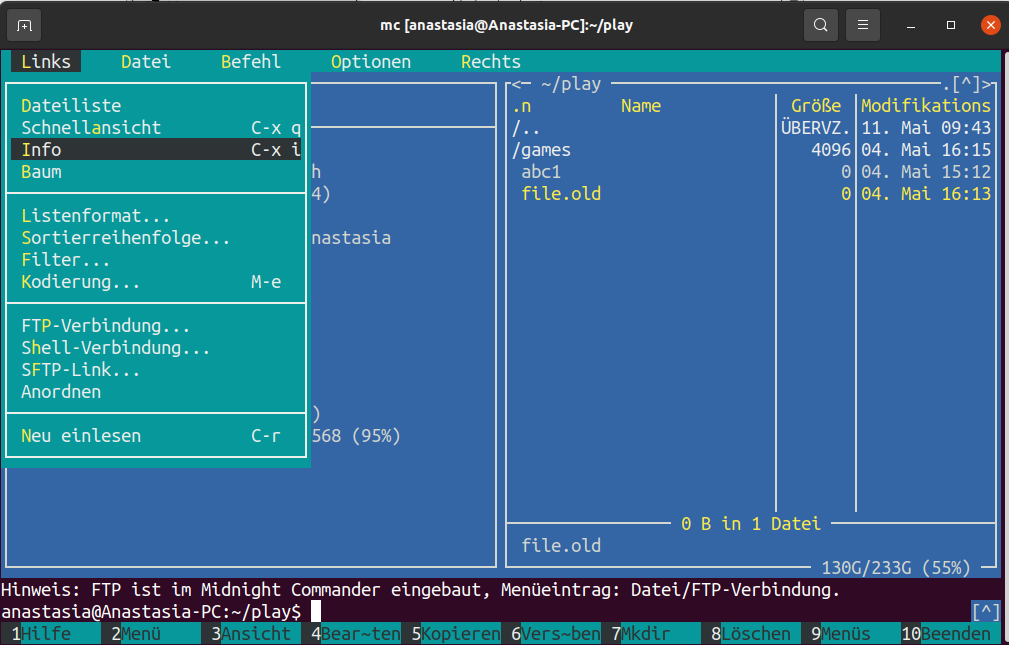 mc [anastasia@Anastasia-PC]:~/play
Links Datei Befehl Optionen Rechts
Dateiliste
Schnellansicht C-x q
Info C-x i
Baum
Listenformat...
Sortierreihenfolge...
Filter...
Kodierung... M-e
FTP-Verbindung...
Shell-Verbindung...
SFTP-Link...
Anordnen
Neu einlesen C-r
h
4)
nastasia
)
568 (95%)
<─ ~/play .[^]>
.n Name Größe Modifikations
/.. ÜBERVZ. 11. Mai 09:43
/games 4096 04. Mai 16:15
abc1 0 04. Mai 15:12
file.old 0 04. Mai 16:13
0 B in 1 Datei
file.old
130G/233G (55%)
Hinweis: FTP ist im Midnight Commander eingebaut, Menüeintrag: Datei/FTP-Verbindung.
anastasia@Anastasia-PC:~/play$ [^]
1Hilfe 2Menü 3Ansicht 4Bear~ten 5Kopieren 6Vers~ben 7Mkdir 8Löschen 9Menüs 10Beenden